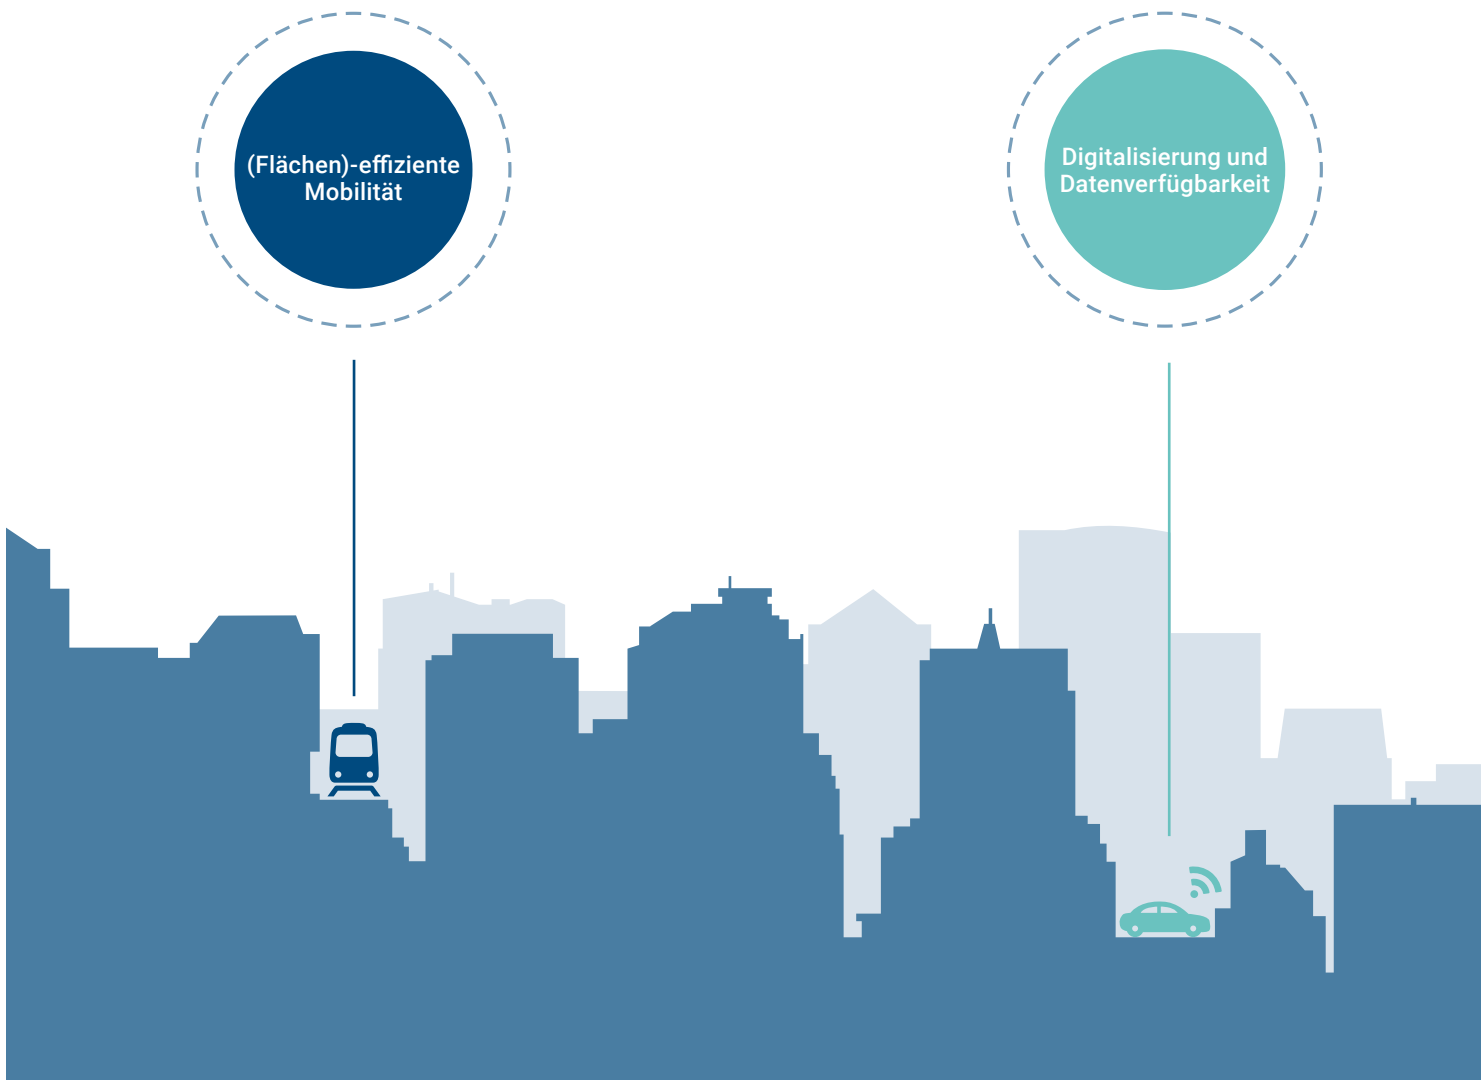 (Flächen)-effiziente
Mobilität
Digitalisierung und
Datenverfügbarkeit